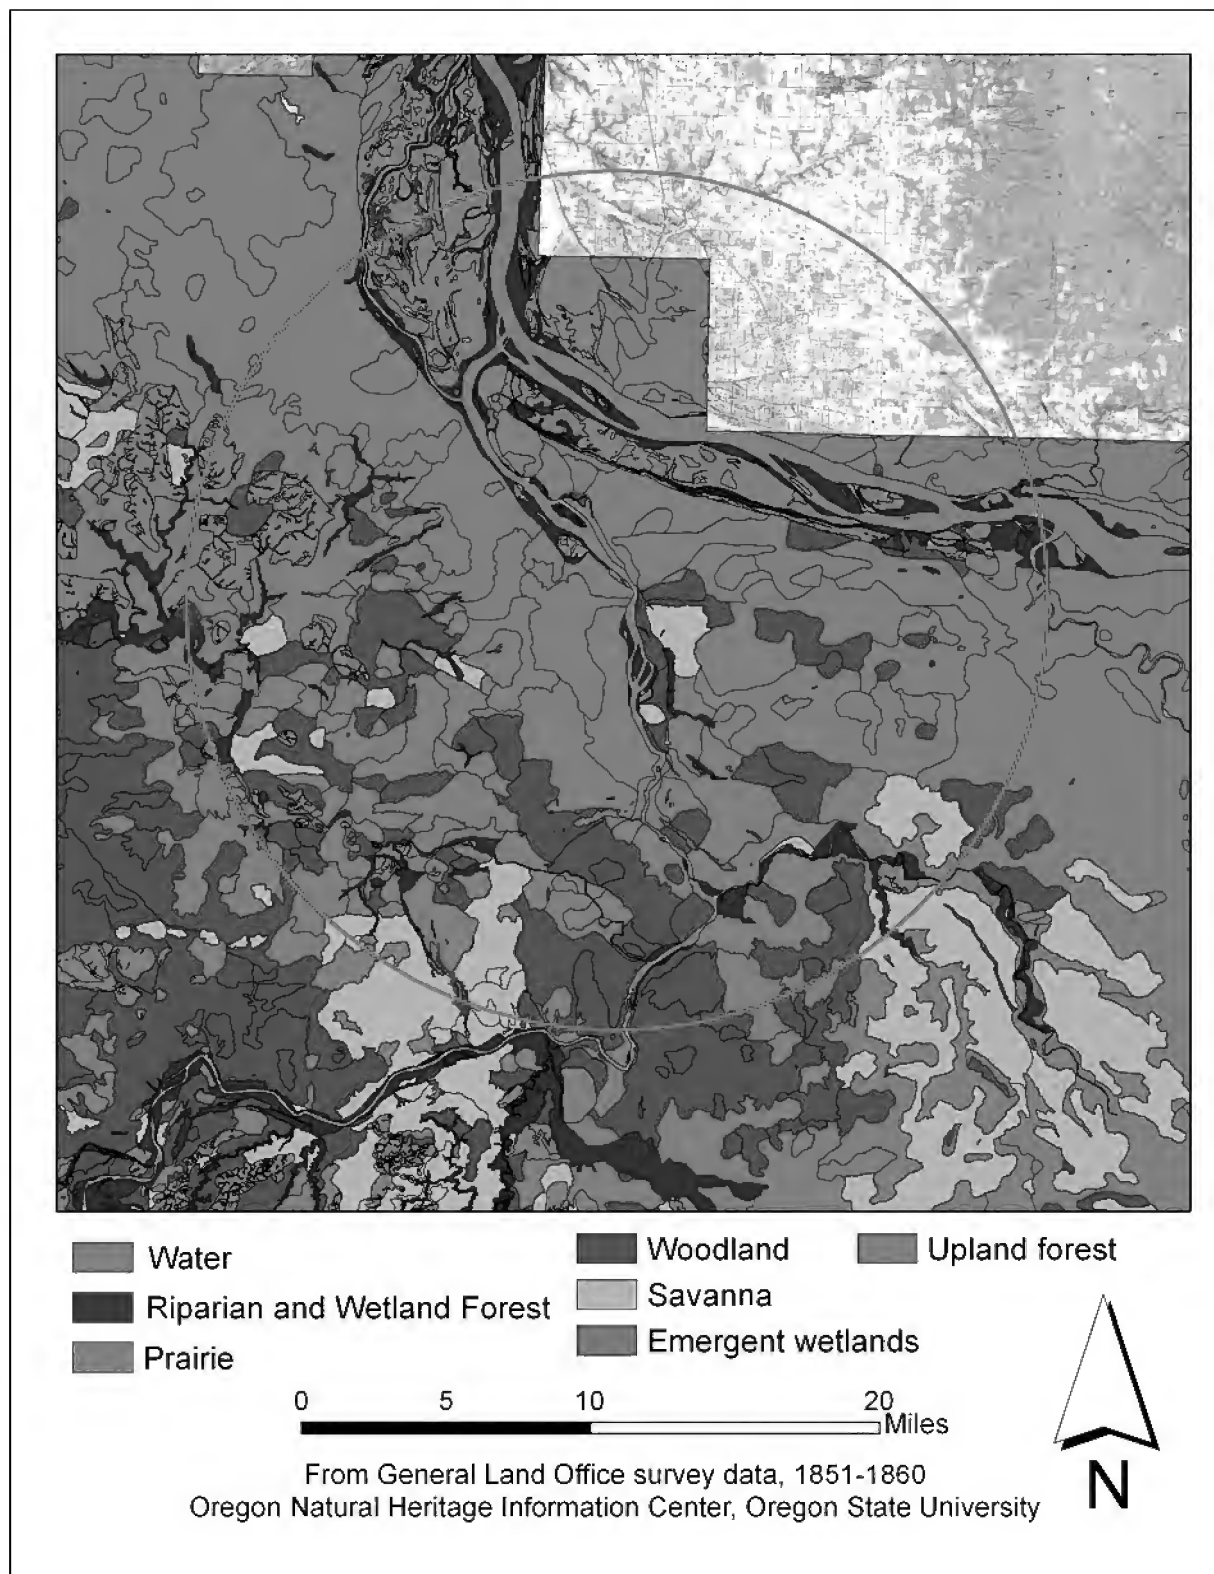 Water
Riparian and Wetland Forest
Prairie
Woodland
Savanna
Emergent wetlands
Upland forest
0 5 10 20
Miles
From General Land Office survey data, 1851-1860
Oregon Natural Heritage Information Center, Oregon State University
N